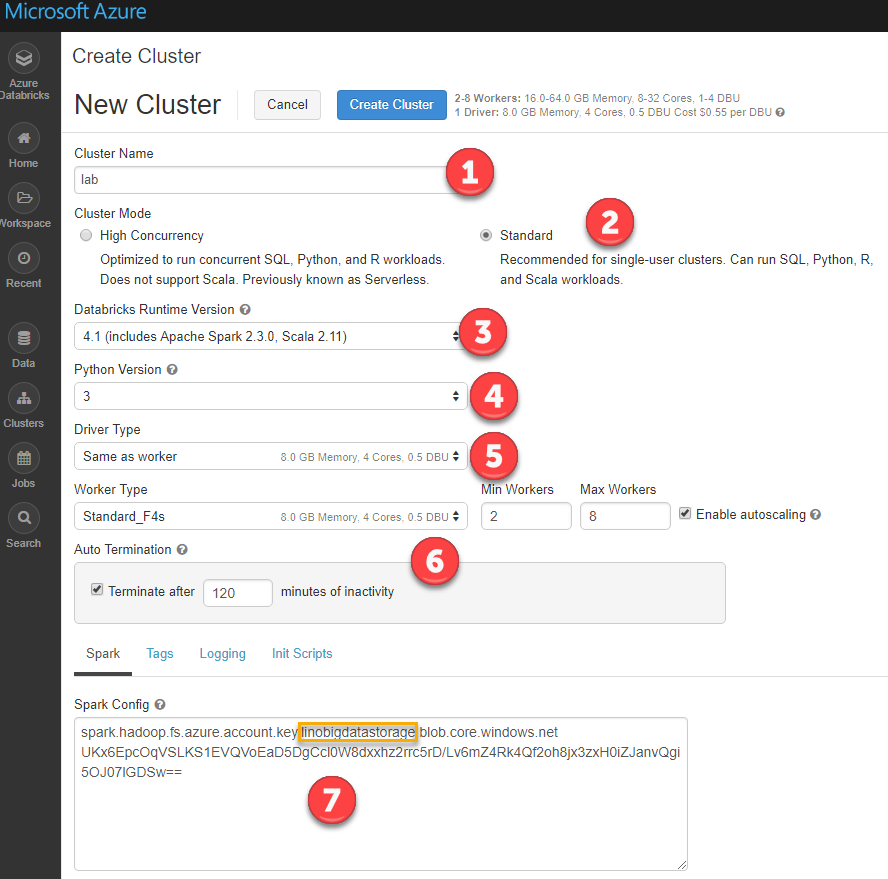 Microsoft Azure
Azure
Databricks
Home
Workspace
Recent
Data
Clusters
Jobs
Search
Create Cluster
New Cluster
Cancel
Create Cluster
2-8 Workers: 16.0-64.0 GB Memory, 8-32 Cores, 1-4 DBU
1 Driver: 8.0 GB Memory, 4 Cores, 0.5 DBU Cost $0.55 per DBU
Cluster Name
lab
1
Cluster Mode
2
High Concurrency
Optimized to run concurrent SQL, Python, and R workloads.
Does not support Scala. Previously known as Serverless.
Standard
Recommended for single-user clusters. Can run SQL, Python, R,
and Scala workloads.
Databricks Runtime Version
4.1 (includes Apache Spark 2.3.0, Scala 2.11)
3
Python Version
3
4
Driver Type
Same as worker 8.0 GB Memory, 4 Cores, 0.5 DBU
5
Worker Type Min Workers Max Workers
Standard_F4s 8.0 GB Memory, 4 Cores, 0.5 DBU 2 8 Enable autoscaling
Auto Termination
6
Terminate after 120 minutes of inactivity
Spark Tags Logging Init Scripts
Spark Config
spark.hadoop.fs.azure.account.key.linobigdatastorage.blob.core.windows.net
UKx6EpcOqVSLKS1EVQVoEaD5DgCcl0W8dxxhz2rrc5rD/Lv6mZ4Rk4Qf2oh8jx3zxH0iZJanvQgi
5OJ07IGDSw==
7